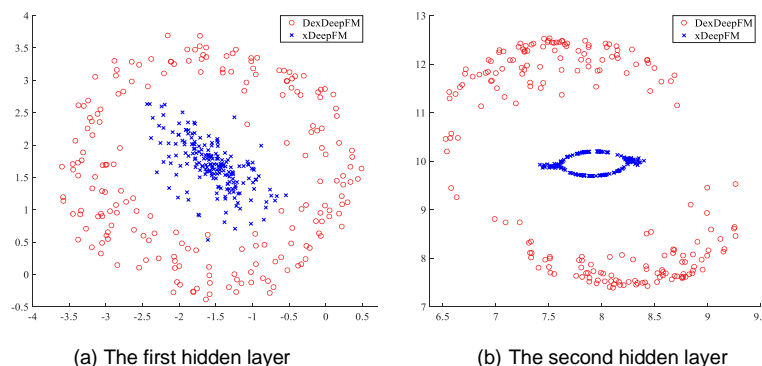 DexDeepFM
xDeepFM
4
3.5
3
2.5
2
1.5
1
0.5
0
-0.5
-4 -3.5 -3 -2.5 -2 -1.5 -1 -0.5 0 0.5
(a) The first hidden layer
DexDeepFM
xDeepFM
13
12
11
10
9
8
7
6.5 7 7.5 8 8.5 9 9.
(b) The second hidden layer